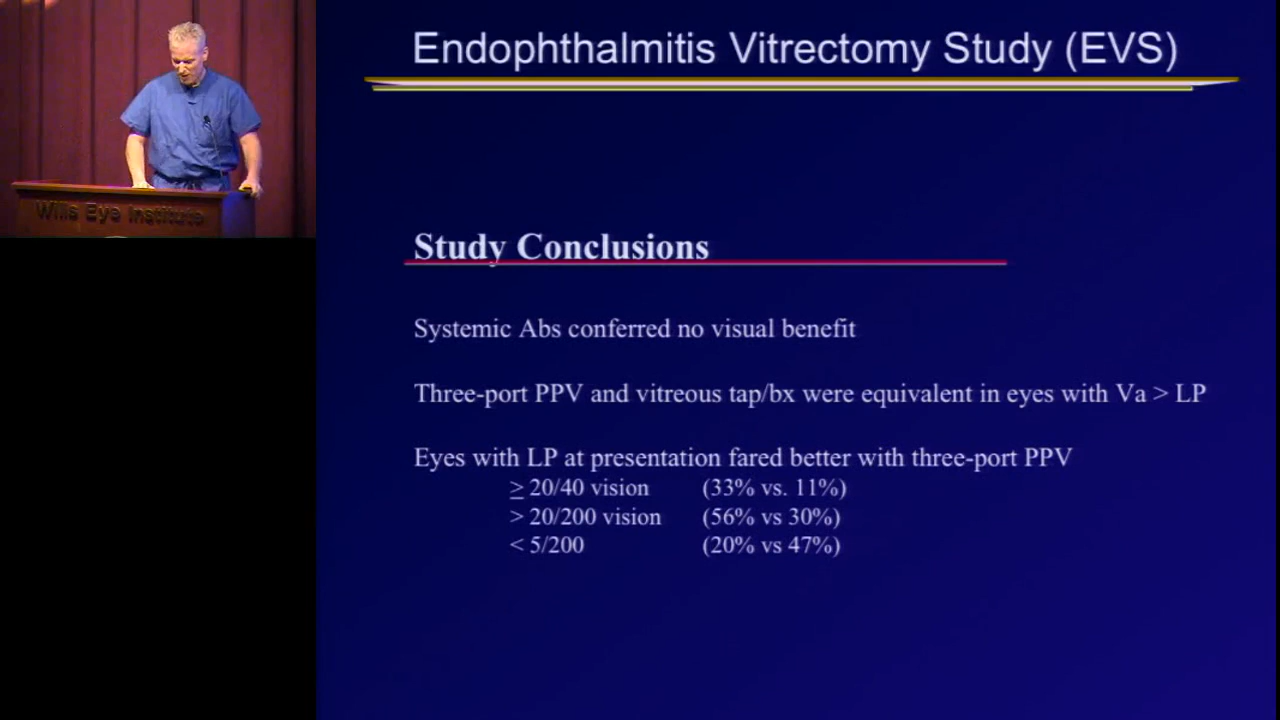 Endophthalmitis Vitrectomy Study (EVS)
Wills Eye Institute
Study Conclusions
Systemic Abs conferred no visual benefit
Three-port PPV and vitreous tap/bx were equivalent in eyes with Va > LP
Eyes with LP at presentation fared better with three-port PPV
≥ 20/40 vision (33% vs. 11%)
> 20/200 vision (56% vs 30%)
< 5/200 (20% vs 47%)